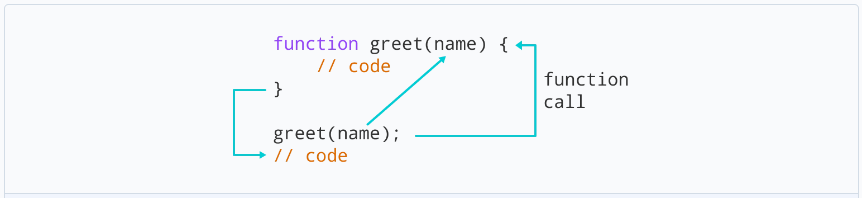 function greet(name) {
    // code
}
function
call
greet(name);
// code